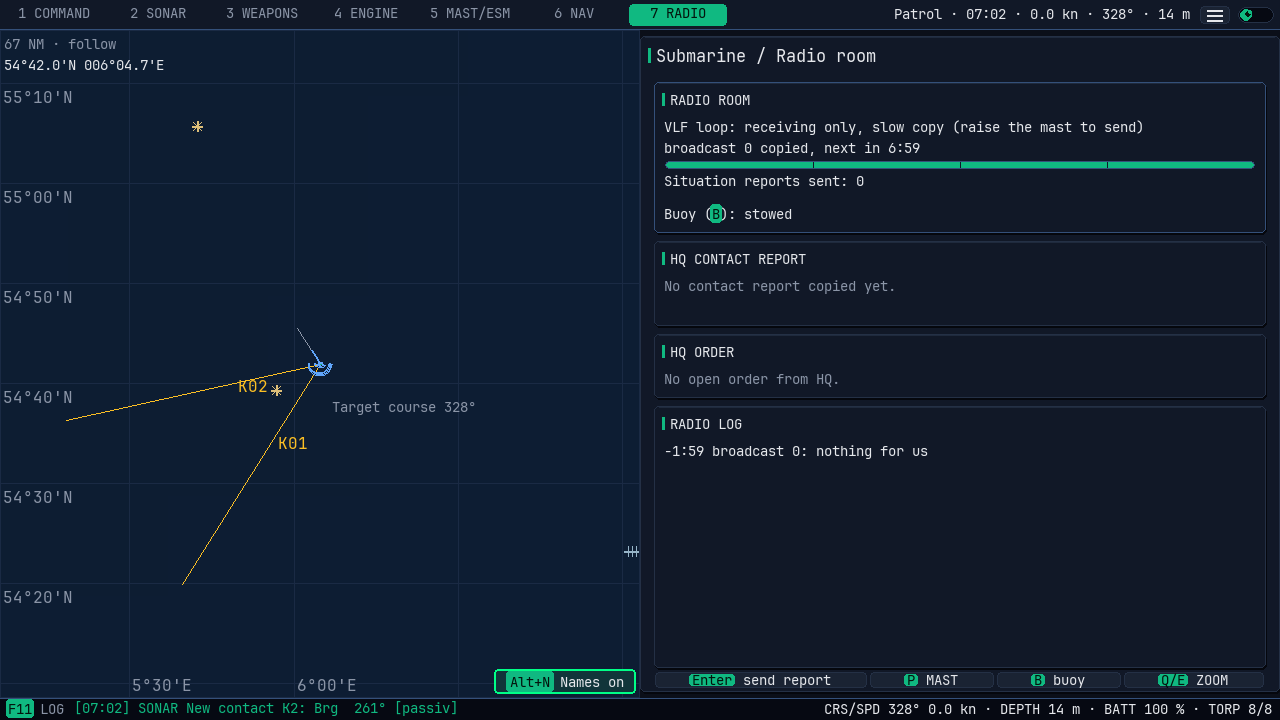 1 COMMAND 2 SONAR 3 WEAPONS 4 ENGINE 5 MAST/ESM 6 NAV 7 RADIO Patrol · 07:02 · 0.0 kn · 328° · 14 m
67 NM · follow
54°42.0'N 006°04.7'E
55°10'N
55°00'N
54°50'N
54°40'N
54°30'N
54°20'N
K02
Target course 328°
K01
5°30'E 6°00'E
Alt+N Names on
Submarine / Radio room
RADIO ROOM
VLF loop: receiving only, slow copy (raise the mast to send)
broadcast 0 copied, next in 6:59
Situation reports sent: 0
Buoy (B): stowed
HQ CONTACT REPORT
No contact report copied yet.
HQ ORDER
No open order from HQ.
RADIO LOG
-1:59 broadcast 0: nothing for us
Enter send report P MAST B buoy Q/E ZOOM
F11 LOG [07:02] SONAR New contact K2: Brg 261° [passiv] CRS/SPD 328° 0.0 kn · DEPTH 14 m · BATT 100 % · TORP 8/8